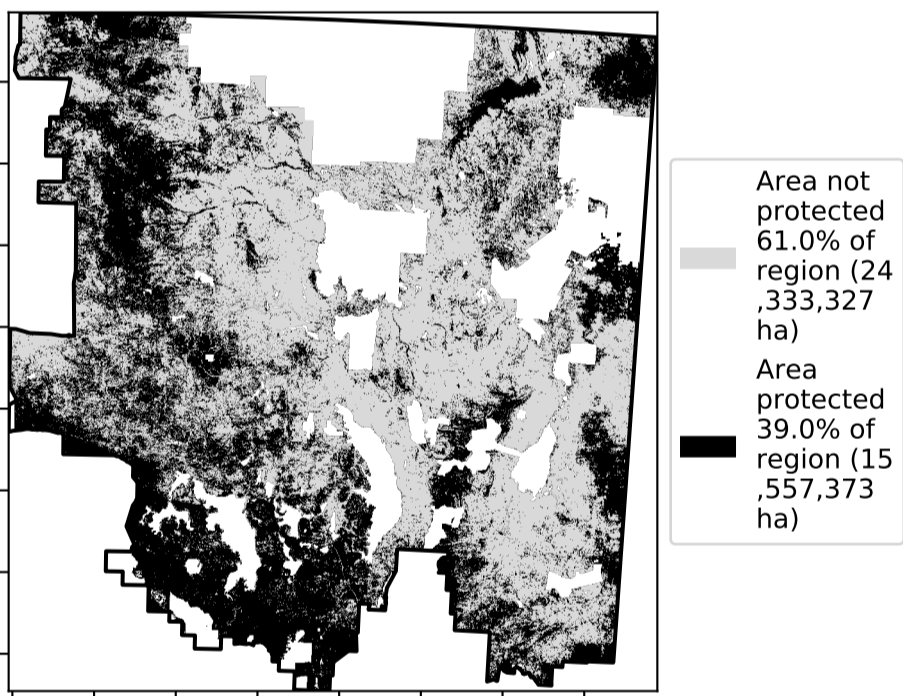 Area not
protected
61.0% of
region (24
,333,327
ha)
Area
protected
39.0% of
region (15
,557,373
ha)